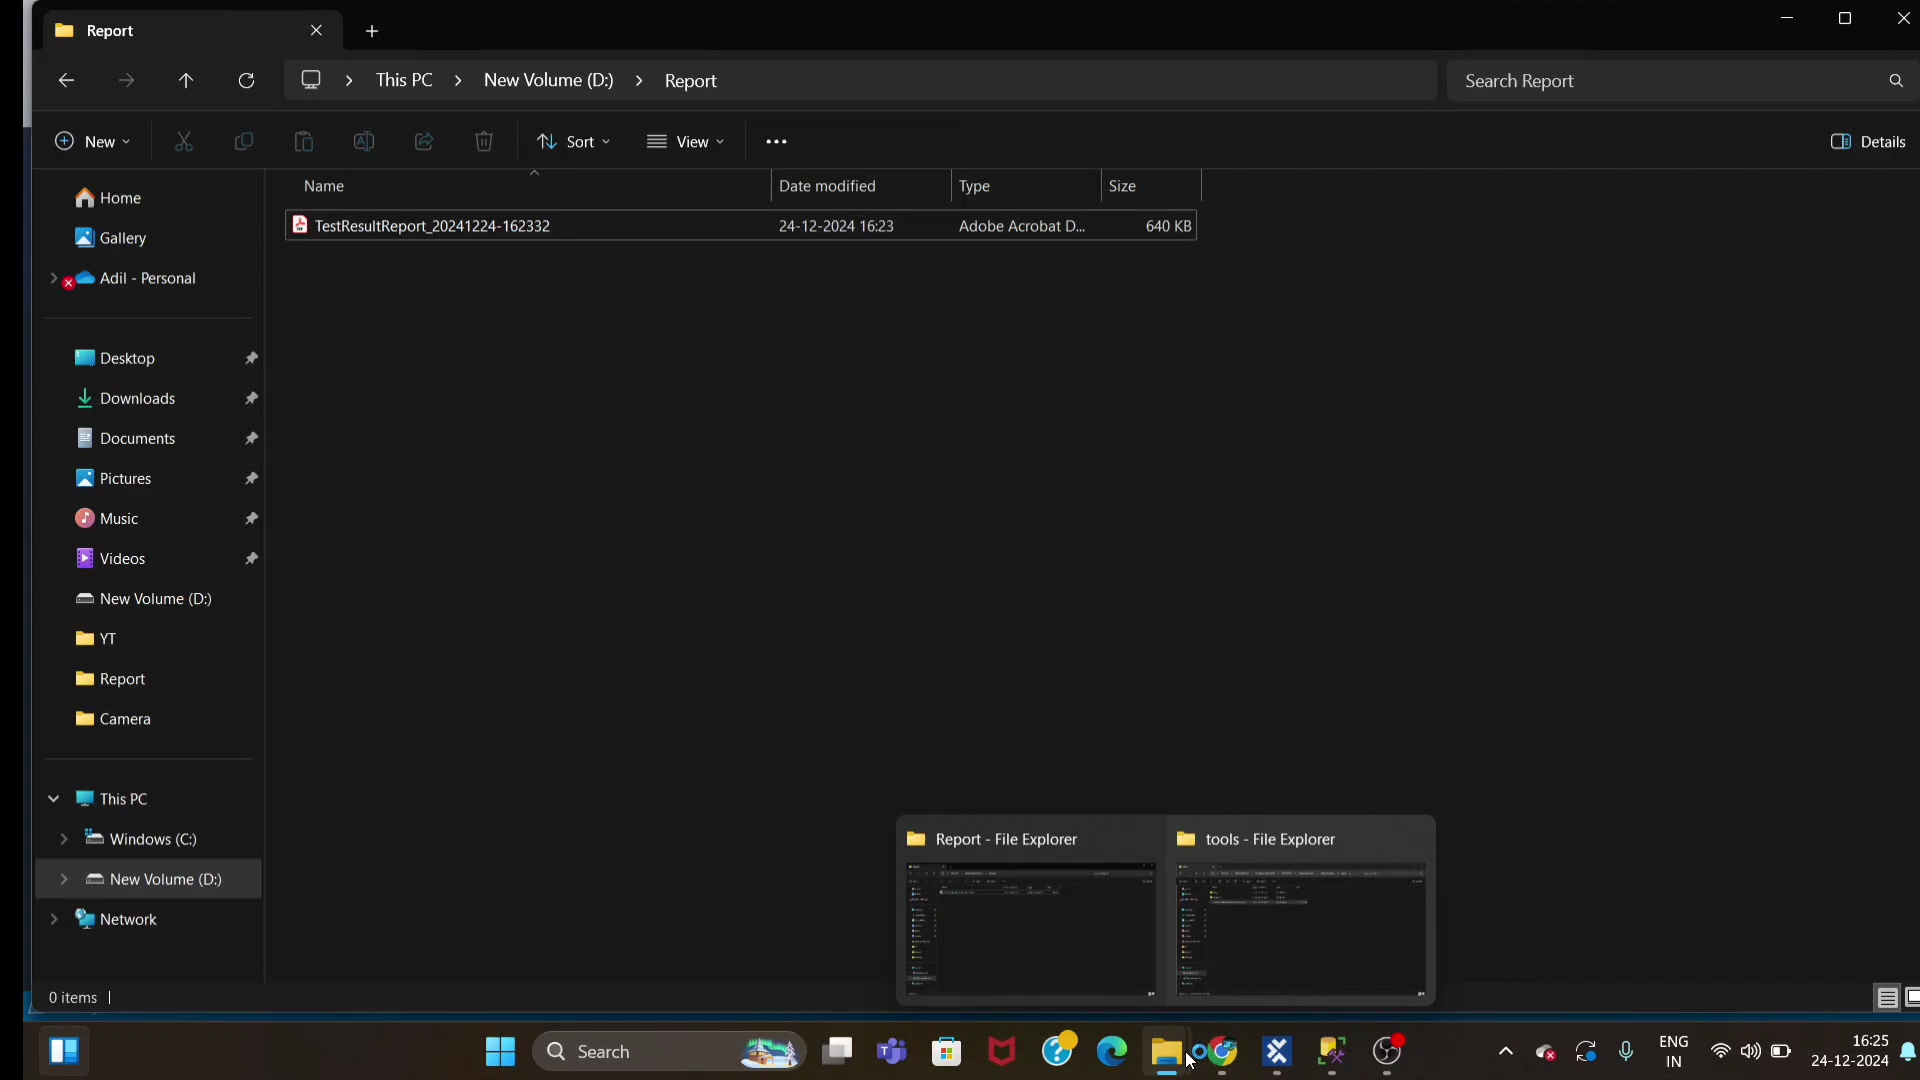 Report
This PC > New Volume (D:) > Report
Search Report
New
Sort
View
Details
Name
Date modified
Type
Size
TestResultReport_20241224-162332
24-12-2024 16:23
Adobe Acrobat D...
640 KB
Home
Gallery
Adil - Personal
Desktop
Downloads
Documents
Pictures
Music
Videos
New Volume (D:)
YT
Report
Camera
This PC
Windows (C:)
New Volume (D:)
Network
0 items
Report - File Explorer
tools - File Explorer
Search
ENG
IN
16:25
24-12-2024